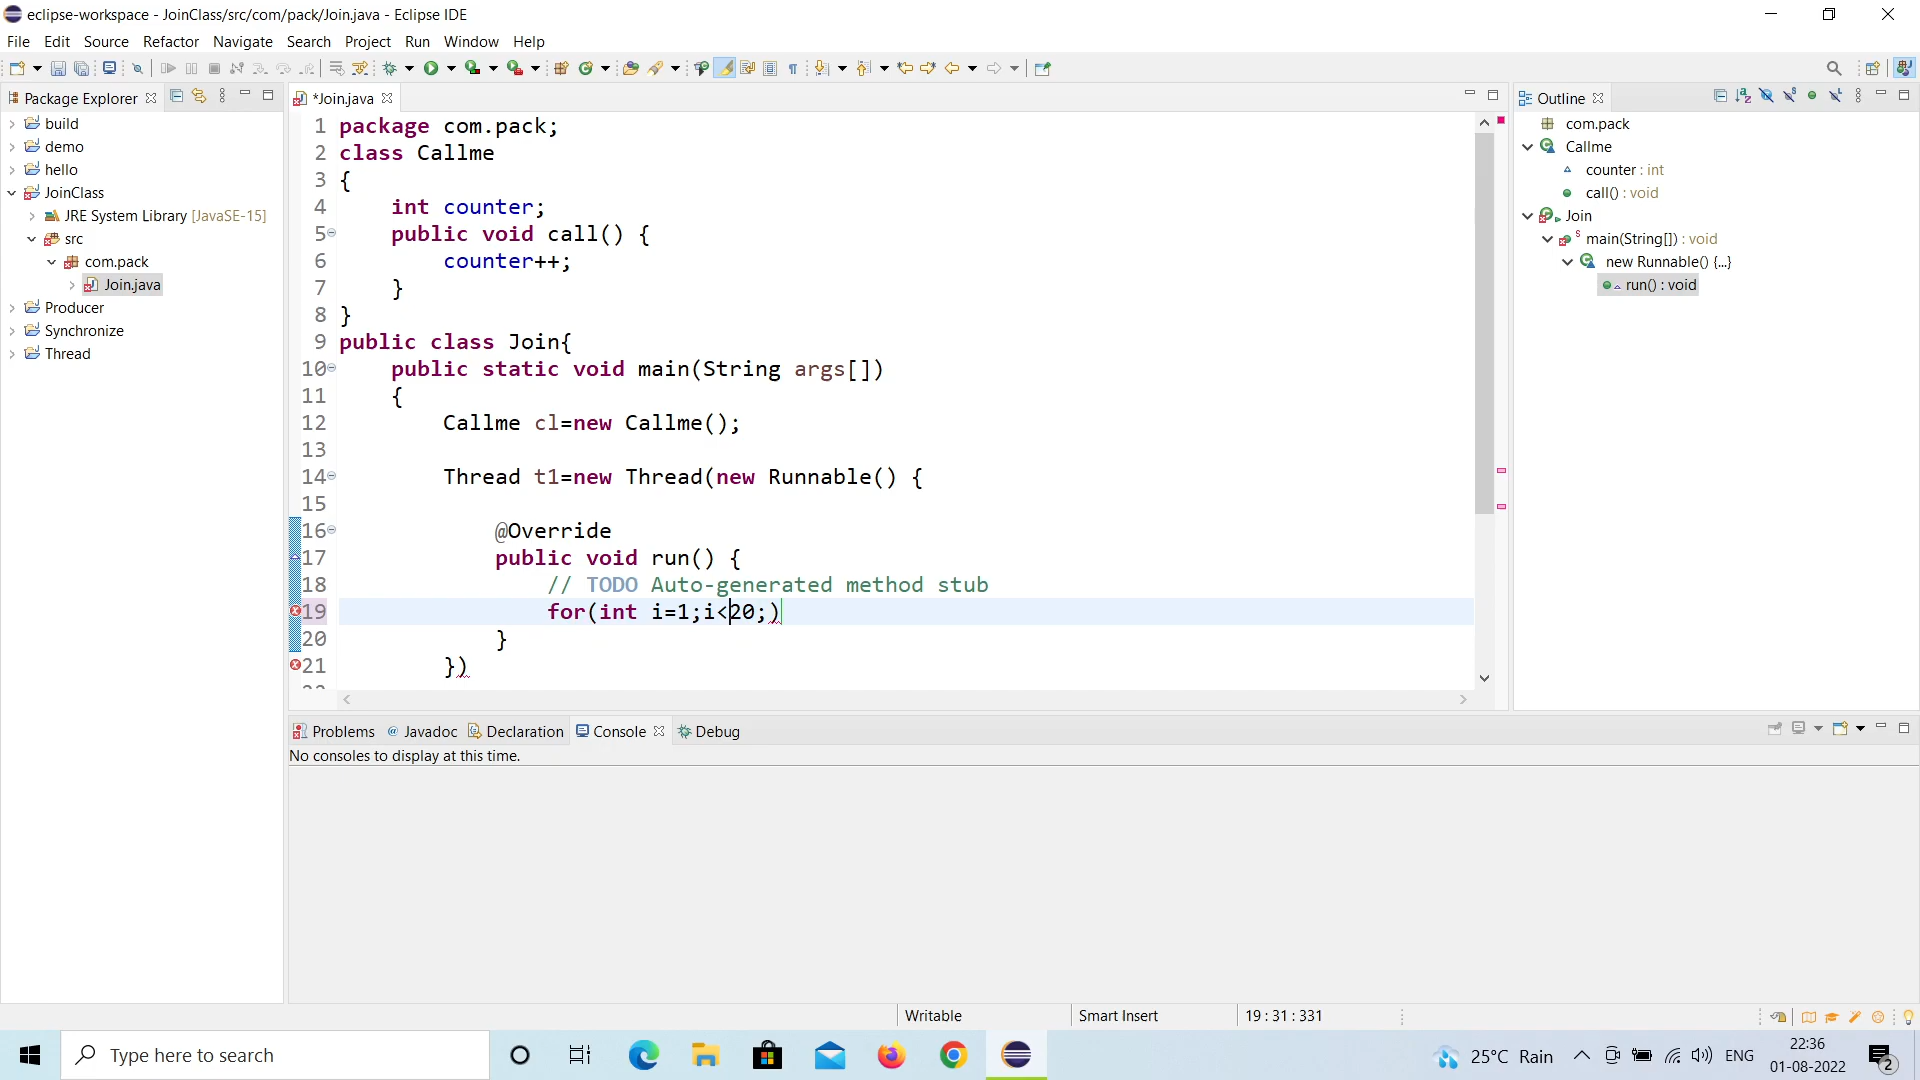 eclipse-workspace - JoinClass/src/com/pack/Join.java - Eclipse IDE
File Edit Source Refactor Navigate Search Project Run Window Help
Package Explorer
build
demo
hello
JoinClass
JRE System Library [JavaSE-15]
src
com.pack
Join.java
Producer
Synchronize
Thread
*Join.java
1 package com.pack;
2 class Callme
3 {
4 int counter;
5 public void call() {
6 counter++;
7 }
8 }
9 public class Join{
10 public static void main(String args[])
11 {
12 Callme cl=new Callme();
13
14 Thread t1=new Thread(new Runnable() {
15
16 @Override
17 public void run() {
18 // TODO Auto-generated method stub
19 for(int i=1;i<20;)
20 }
21 })
Outline
com.pack
Callme
counter : int
call() : void
Join
main(String[]) : void
new Runnable() {...}
run() : void
Problems @ Javadoc Declaration Console Debug
No consoles to display at this time.
Writable Smart Insert 19 : 31 : 331
Type here to search
25°C Rain ENG 22:36
01-08-2022
2